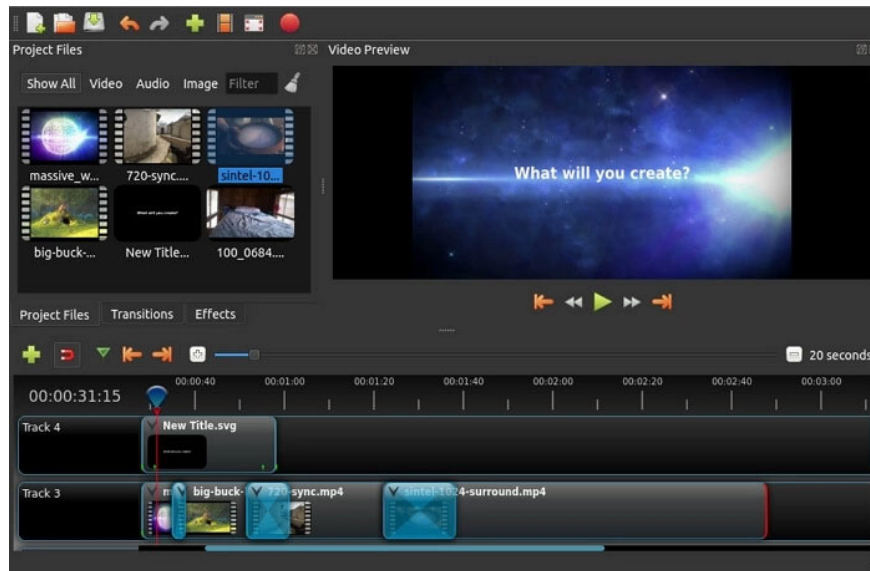 Project Files
Video Preview
Show All Video Audio Image Filter
massive_w... 720-sync.... sintel-10...
big-buck-... New Title... 100_0684....
What will you create?
Project Files Transitions Effects
20 seconds
00:00:31:15
00:00:40 00:01:00 00:01:20 00:01:40 00:02:00 00:02:20 00:02:40 00:03:00
Track 4
New Title.svg
Track 3
m big-buck- 720-sync.mp4 sintel-1024-surround.mp4